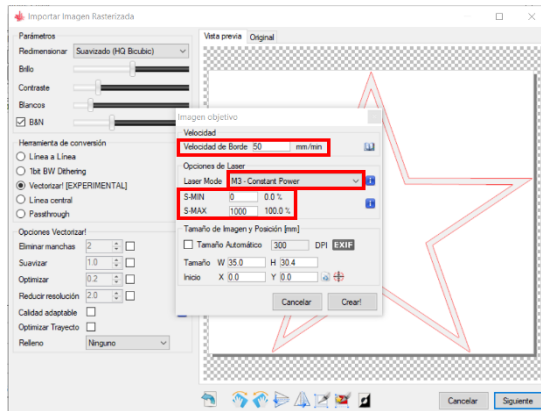 Importar Imagen Rasterizada
Parámetros
Redimensionar Suavizado (HQ Bicubic)
Brillo
Contraste
Blancos
B&N
Herramienta de conversión
Línea a Línea
1bit BW Dithering
Vectorizar! [EXPERIMENTAL]
Línea central
Passthrough
Opciones Vectorizar!
Eliminar manchas 2
Suavizar 1.0
Optimizar 0.2
Reducir resolución 2.0
Calidad adaptable
Optimizar Trayecto
Relleno Ninguno
Vista previa Original
Imagen objetivo
Velocidad
Velocidad de Borde 50 mm/min
Opciones de Laser
Laser Mode M3 - Constant Power
S-MIN 0 0.0 %
S-MAX 1000 100.0 %
Tamaño de Imagen y Posición [mm]
Tamaño Automático 300 DPI EXIF
Tamaño W 35.0 H 30.4
Inicio X 0.0 Y 0.0
Cancelar Crear!
Cancelar Siguiente